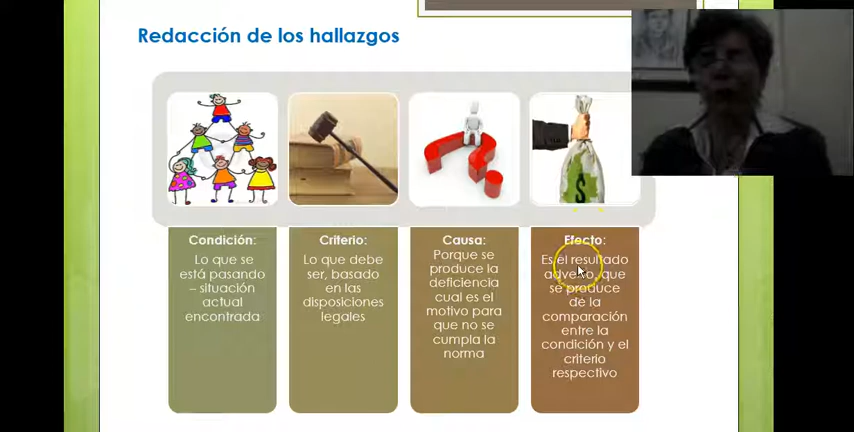 Redacción de los hallazgos
Condición:
Lo que se
está pasando
– situación
actual
encontrada
Criterio:
Lo que debe
ser, basado
en las
disposiciones
legales
Causa:
Porque se
produce la
deficiencia
cual es el
motivo para
que no se
cumpla la
norma
Efecto:
Es el resultado
adverso, que
se produce
de la
comparación
entre la
condición y el
criterio
respectivo
$